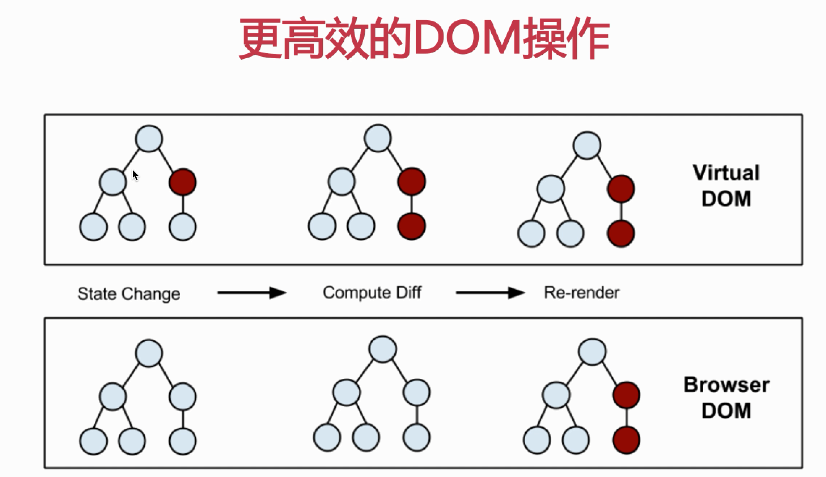 更高效的DOM操作
Virtual
DOM
State Change
Compute Diff
Re-render
Browser
DOM